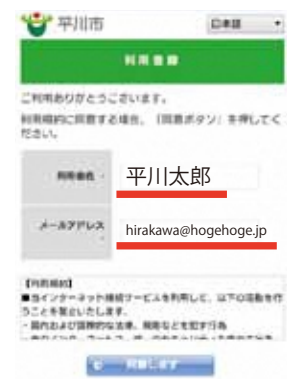 平川市
日本語
利用登録
ご利用ありがとうございます。
利用規約に同意する場合、「同意ボタン」を押してく
ださい。
利用者名
平川太郎
メールアドレス
hirakawa@hogehoge.jp
【利用規約】
■当インターネット接続サービスを利用して、以下の活動を行
うことを禁止いたします。
・国内および国際的な法律、規則などを犯す行為
同意します